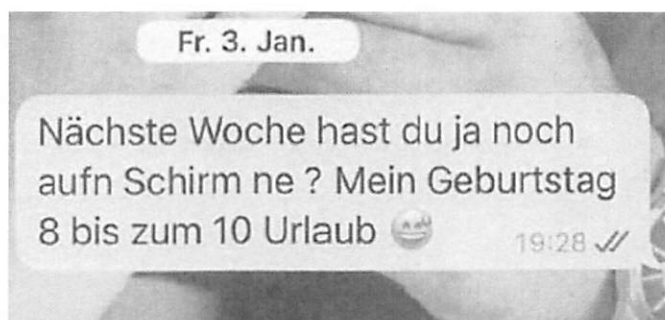 Fr. 3. Jan.
Nächste Woche hast du ja noch
aufn Schirm ne ? Mein Geburtstag
8 bis zum 10 Urlaub 😅
19:28